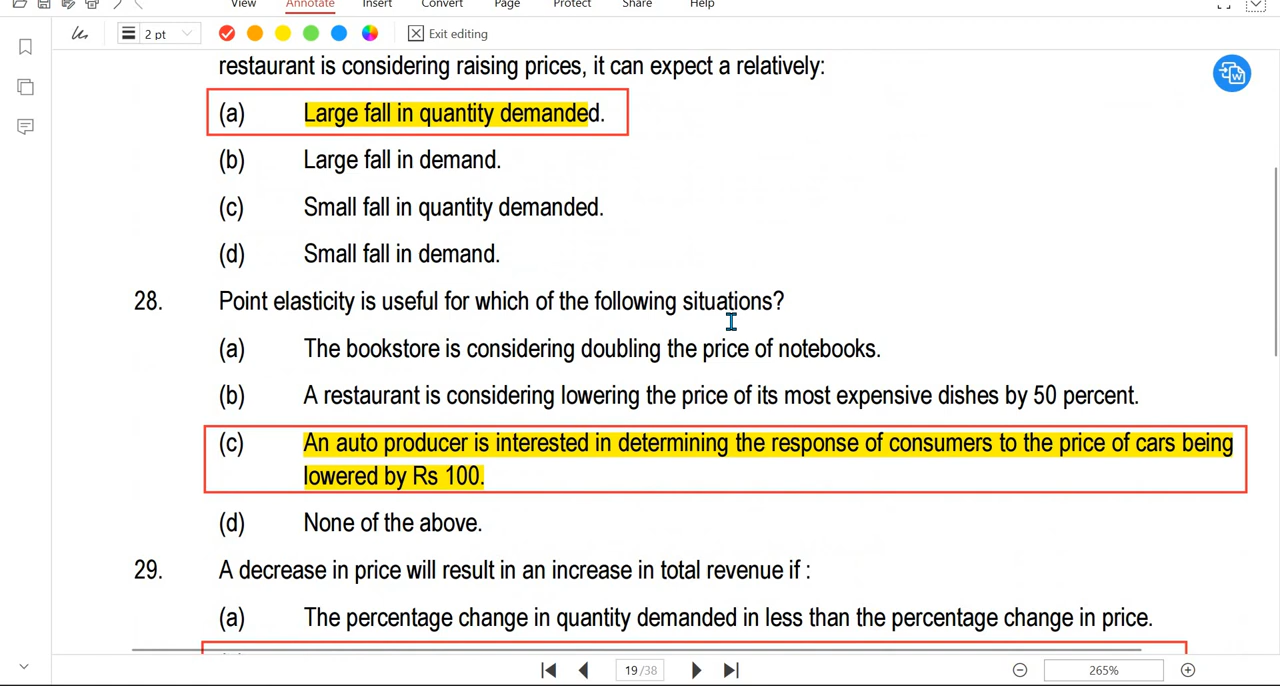 View Annotate Insert Convert Page Protect Share Help
2 pt Exit editing
restaurant is considering raising prices, it can expect a relatively:
(a) Large fall in quantity demanded.
(b) Large fall in demand.
(c) Small fall in quantity demanded.
(d) Small fall in demand.
28. Point elasticity is useful for which of the following situations?
(a) The bookstore is considering doubling the price of notebooks.
(b) A restaurant is considering lowering the price of its most expensive dishes by 50 percent.
(c) An auto producer is interested in determining the response of consumers to the price of cars being
lowered by Rs 100.
(d) None of the above.
29. A decrease in price will result in an increase in total revenue if :
(a) The percentage change in quantity demanded in less than the percentage change in price.
19/38 265%